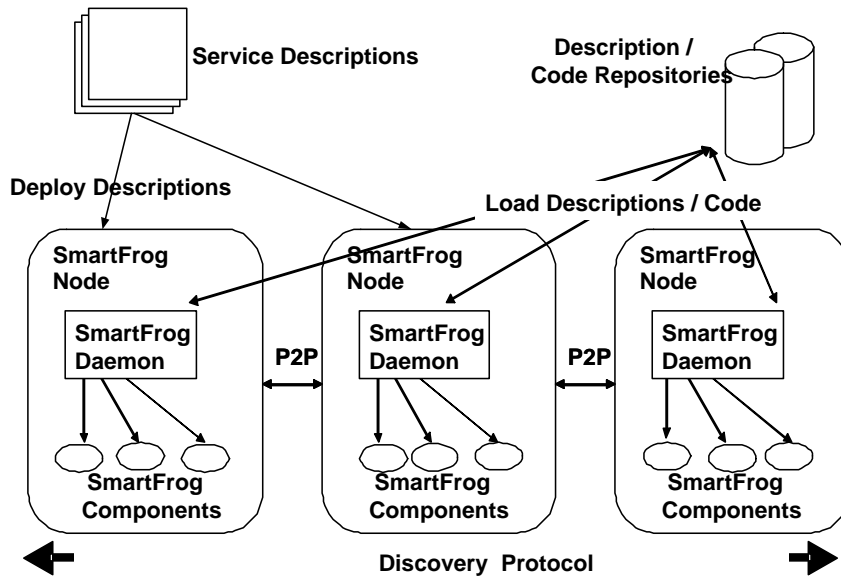 Service Descriptions
Description /
Code Repositories
Deploy Descriptions
Load Descriptions / Code
SmartFrog
Node
SmartFrog
Node
SmartFrog
Node
SmartFrog
Daemon
P2P
SmartFrog
Daemon
P2P
SmartFrog
Daemon
SmartFrog
Components
SmartFrog
Components
SmartFrog
Components
Discovery Protocol